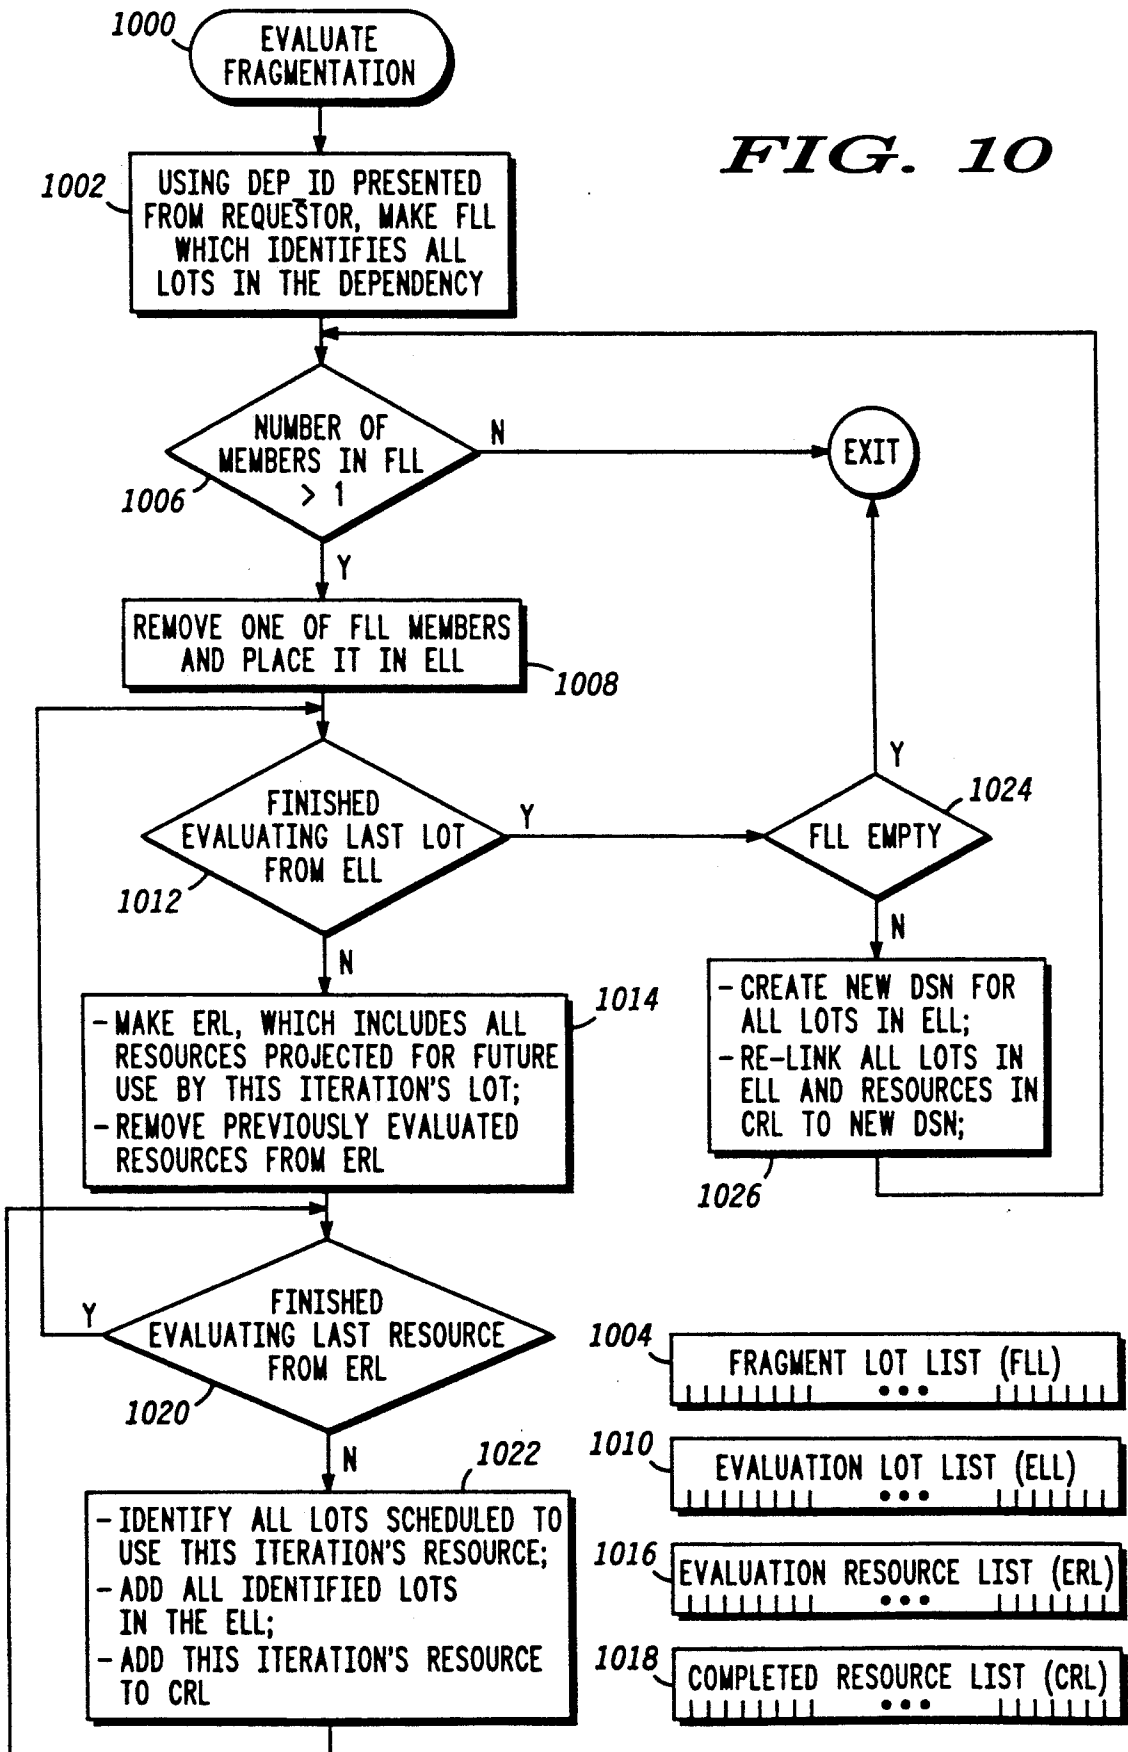 1000
EVALUATE
FRAGMENTATION
FIG. 10
1002
USING DEP_ID PRESENTED
FROM REQUESTOR, MAKE FLL
WHICH IDENTIFIES ALL
LOTS IN THE DEPENDENCY
NUMBER OF
MEMBERS IN FLL
> 1
1006
N
EXIT
Y
REMOVE ONE OF FLL MEMBERS
AND PLACE IT IN ELL
1008
FINISHED
EVALUATING LAST LOT
FROM ELL
1012
Y
FLL EMPTY
1024
Y
N
N
- MAKE ERL, WHICH INCLUDES ALL
RESOURCES PROJECTED FOR FUTURE
USE BY THIS ITERATION'S LOT;
- REMOVE PREVIOUSLY EVALUATED
RESOURCES FROM ERL
1014
- CREATE NEW DSN FOR
ALL LOTS IN ELL;
- RE-LINK ALL LOTS IN
ELL AND RESOURCES IN
CRL TO NEW DSN;
1026
FINISHED
EVALUATING LAST RESOURCE
FROM ERL
Y
1020
N
1022
- IDENTIFY ALL LOTS SCHEDULED TO
USE THIS ITERATION'S RESOURCE;
- ADD ALL IDENTIFIED LOTS
IN THE ELL;
- ADD THIS ITERATION'S RESOURCE
TO CRL
1004
FRAGMENT LOT LIST (FLL)
1010
EVALUATION LOT LIST (ELL)
1016
EVALUATION RESOURCE LIST (ERL)
1018
COMPLETED RESOURCE LIST (CRL)